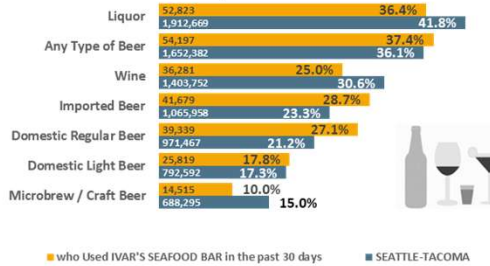 Liquor
52,823 36.4%
1,912,669 41.8%
Any Type of Beer
54,197 37.4%
1,652,382 36.1%
Wine
36,281 25.0%
1,403,752 30.6%
Imported Beer
41,679 28.7%
1,065,958 23.3%
Domestic Regular Beer
39,339 27.1%
971,467 21.2%
Domestic Light Beer
25,819 17.8%
792,592 17.3%
Microbrew / Craft Beer
14,515 10.0%
688,295 15.0%
who Used IVAR'S SEAFOOD BAR in the past 30 days SEATTLE-TACOMA